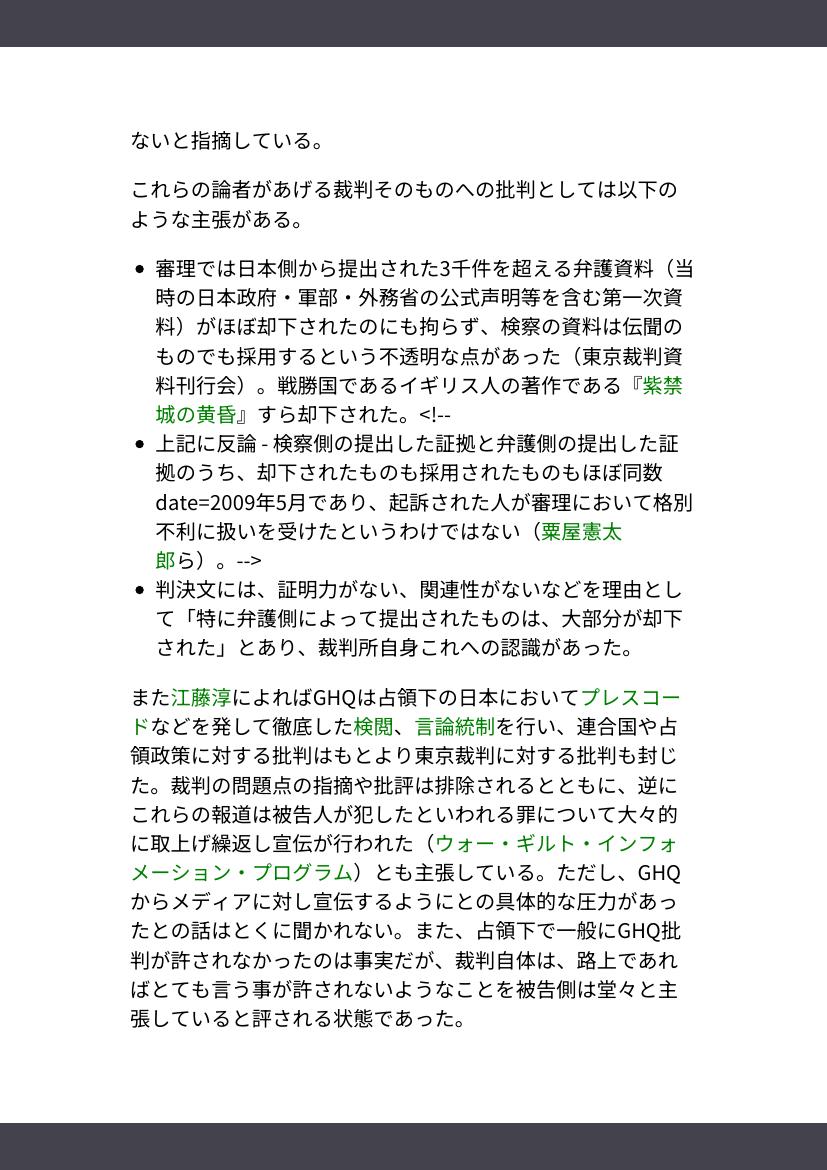 ないと指摘している。
これらの論者があげる裁判そのものへの批判としては以下の
ような主張がある。
• 審理では日本側から提出された3千件を超える弁護資料（当
時の日本政府・軍部・外務省の公式声明等を含む第一次資
料）がほぼ却下されたのにも拘らず、検察の資料は伝聞の
ものでも採用するという不透明な点があった（東京裁判資
料刊行会）。戦勝国であるイギリス人の著作である『紫禁
城の黄昏』すら却下された。<!--
• 上記に反論 - 検察側の提出した証拠と弁護側の提出した証
拠のうち、却下されたものも採用されたものもほぼ同数
date=2009年5月であり、起訴された人が審理において格別
不利に扱いを受けたというわけではない（粟屋憲太
郎ら）。-->
• 判決文には、証明力がない、関連性がないなどを理由とし
て「特に弁護側によって提出されたものは、大部分が却下
された」とあり、裁判所自身これへの認識があった。
また江藤淳によればGHQは占領下の日本においてプレスコー
ドなどを発して徹底した検閲、言論統制を行い、連合国や占
領政策に対する批判はもとより東京裁判に対する批判も封じ
た。裁判の問題点の指摘や批評は排除されるとともに、逆に
これらの報道は被告人が犯したといわれる罪について大々的
に取上げ繰返し宣伝が行われた（ウォー・ギルト・インフォ
メーション・プログラム）とも主張している。ただし、GHQ
からメディアに対し宣伝するようにとの具体的な圧力があっ
たとの話はとくに聞かれない。また、占領下で一般にGHQ批
判が許されなかったのは事実だが、裁判自体は、路上であれ
ばとても言う事が許されないようなことを被告側は堂々と主
張していると評される状態であった。